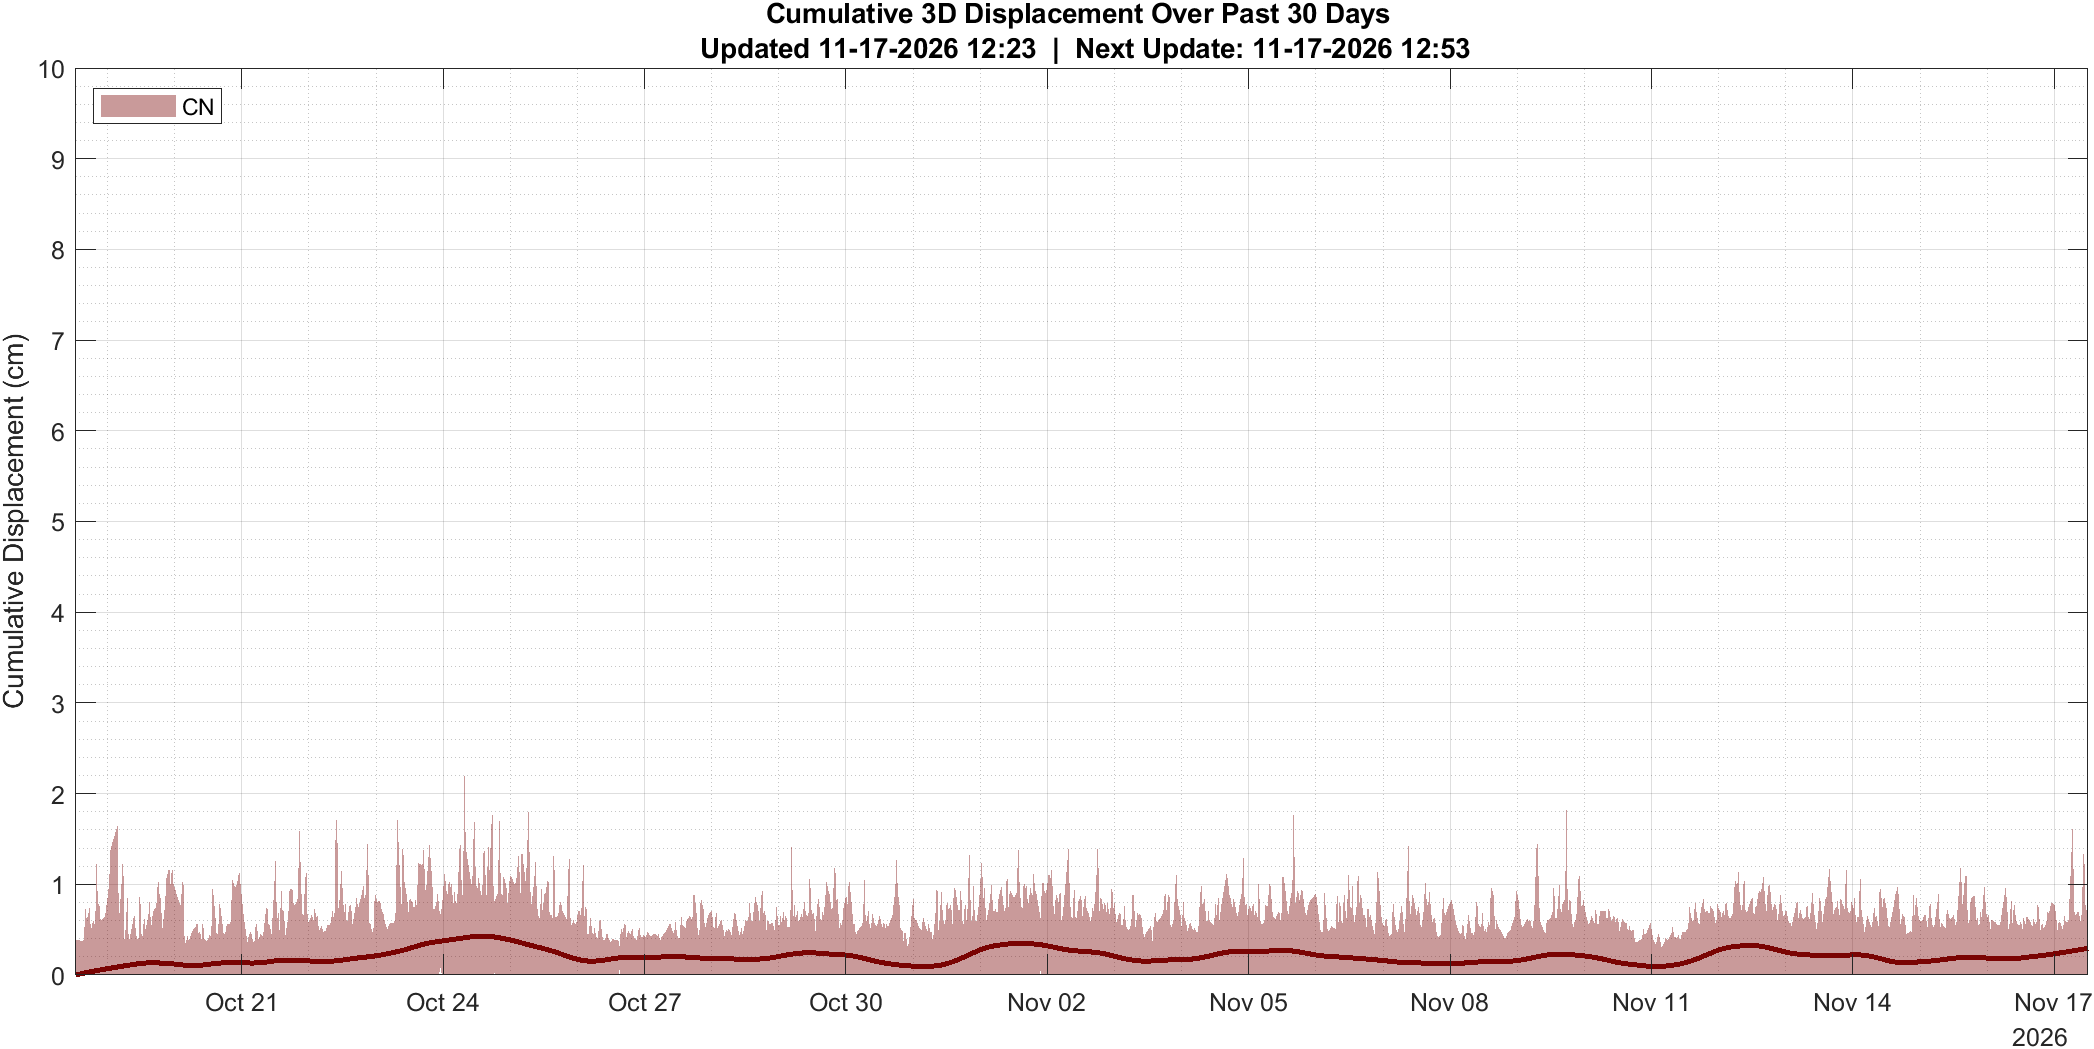 Cumulative 3D Displacement Over Past 30 Days
Updated 11-17-2026 12:23 | Next Update: 11-17-2026 12:53
Cumulative Displacement (cm)
10
9
8
7
6
5
4
3
2
1
0
CN
Oct 21 Oct 24 Oct 27 Oct 30 Nov 02 Nov 05 Nov 08 Nov 11 Nov 14 Nov 17
2026